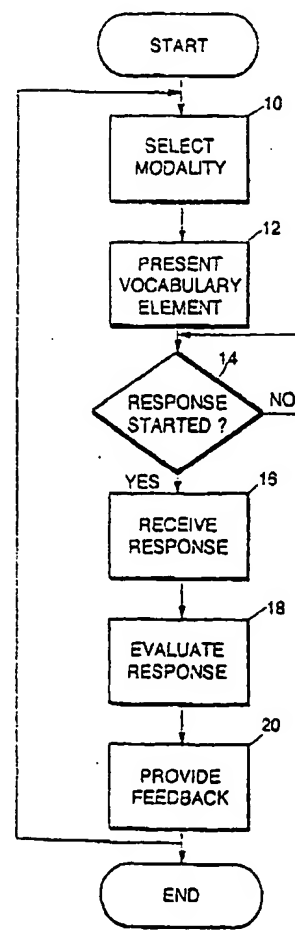 START
10
SELECT
MODALITY
12
PRESENT
VOCABULARY
ELEMENT
14
RESPONSE
STARTED ?
NO
YES
16
RECEIVE
RESPONSE
18
EVALUATE
RESPONSE
20
PROVIDE
FEEDBACK
END